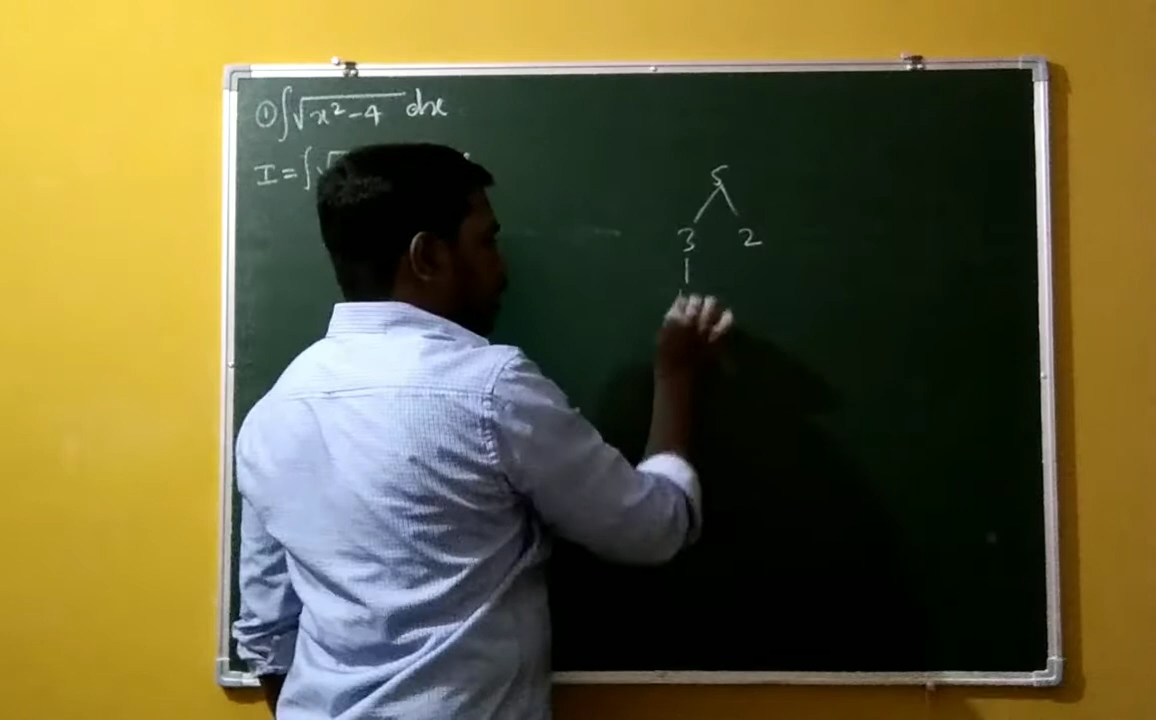 ① ∫√x²-4 dx
I = ∫√
5
3 2